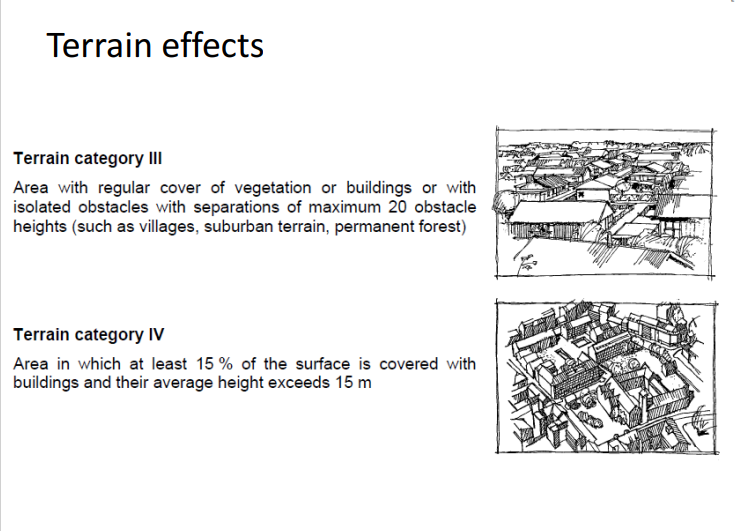 Terrain effects
Terrain category III
Area with regular cover of vegetation or buildings or with
isolated obstacles with separations of maximum 20 obstacle
heights (such as villages, suburban terrain, permanent forest)
Terrain category IV
Area in which at least 15 % of the surface is covered with
buildings and their average height exceeds 15 m